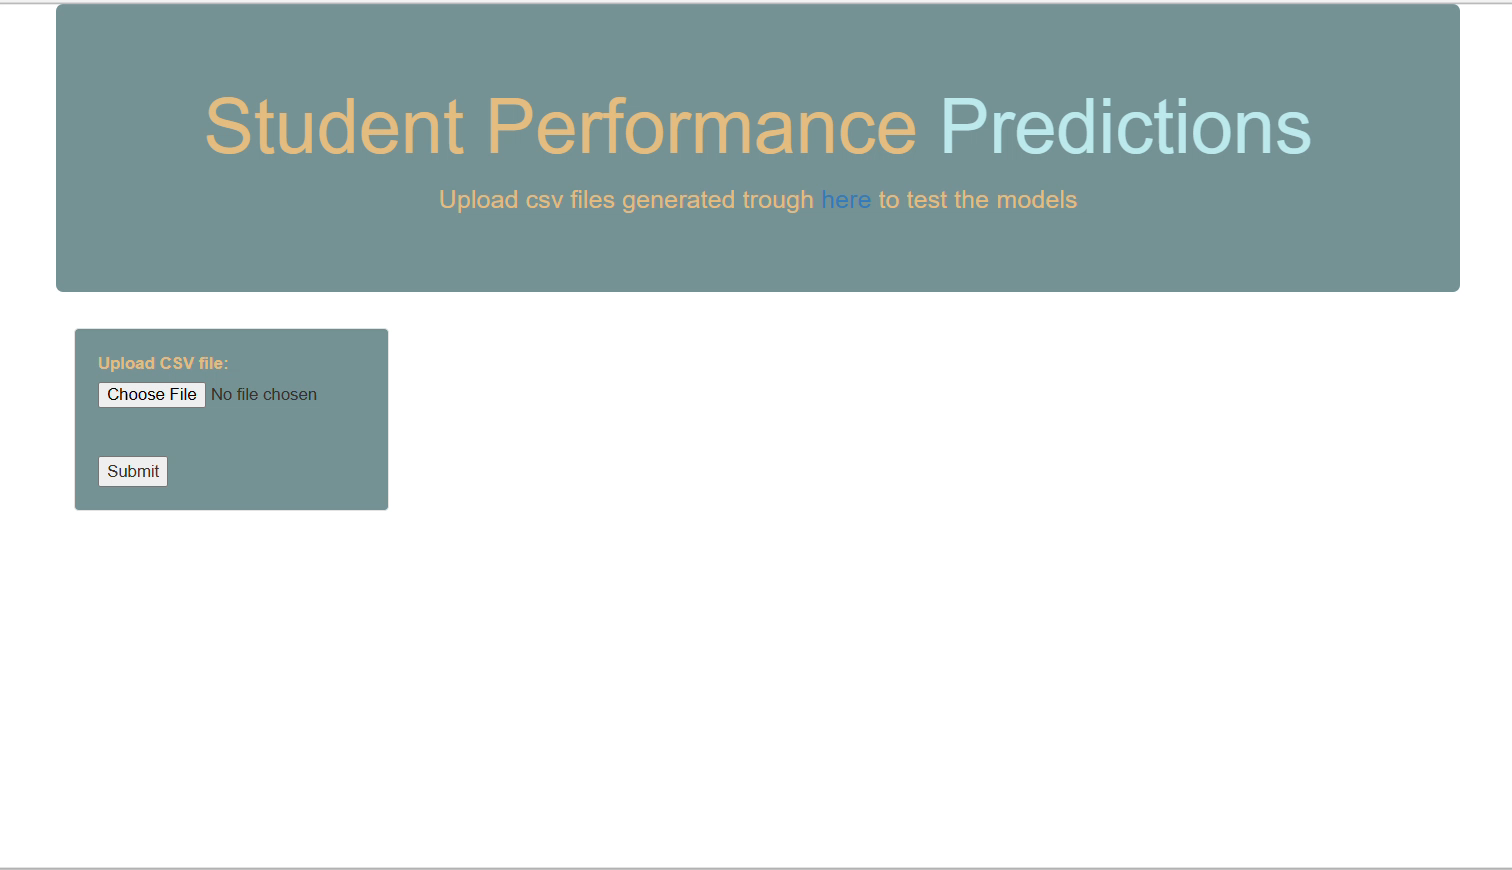 Student Performance Predictions
Upload csv files generated trough here to test the models
Upload CSV file:
Choose File No file chosen
Submit